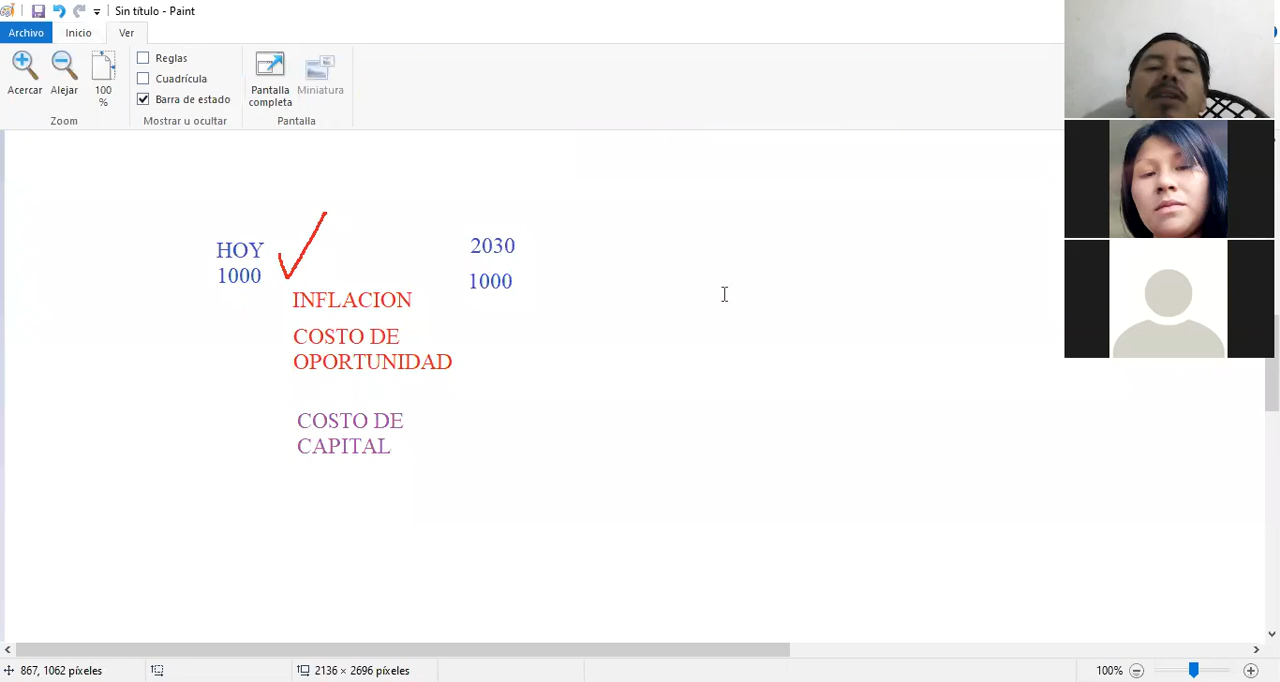 Sin título - Paint
Archivo Inicio Ver
Acercar
Alejar
100
%
Zoom
Reglas
Cuadrícula
Barra de estado
Mostrar u ocultar
Pantalla
completa
Miniatura
Pantalla
HOY
1000
2030
1000
INFLACION
COSTO DE
OPORTUNIDAD
COSTO DE
CAPITAL
867, 1062 píxeles
2136 × 2696 píxeles
100%